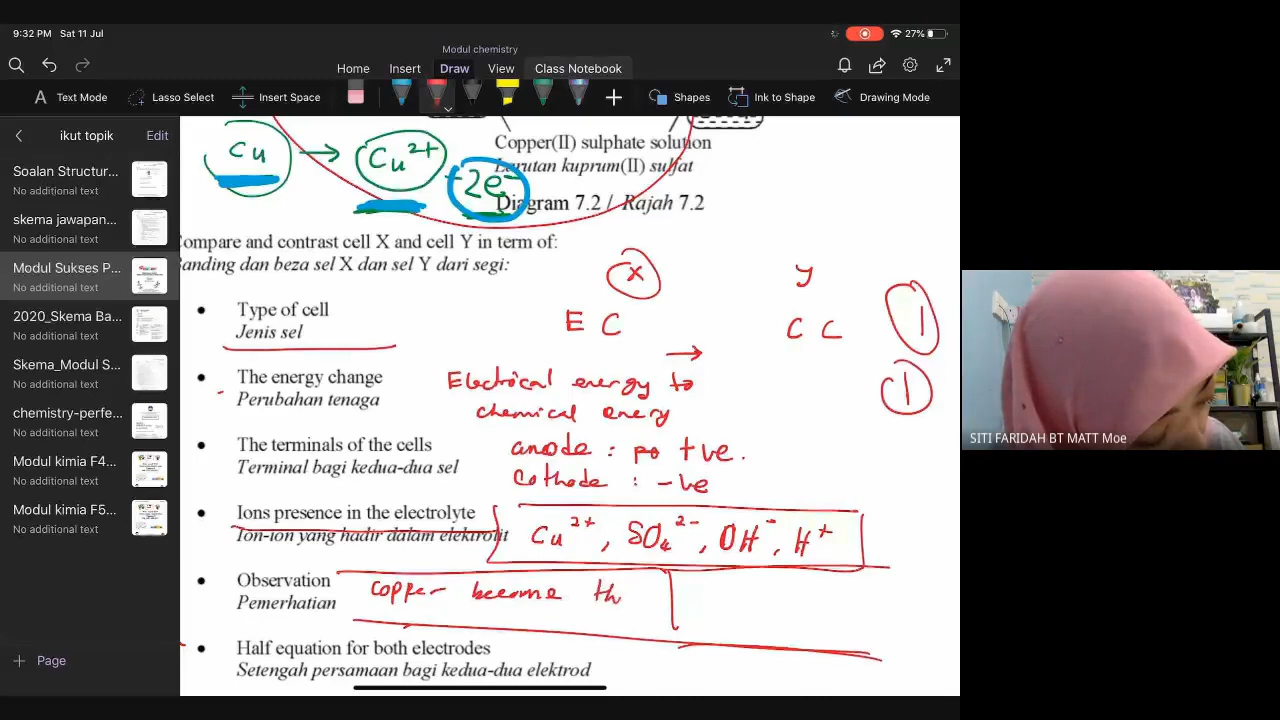 9:32 PM Sat 11 Jul
27%
Modul chemistry
Home Insert Draw View Class Notebook
Text Mode Lasso Select Insert Space Shapes Ink to Shape Drawing Mode
ikut topik Edit
Soalan Structur...
No additional text
skema jawapan...
No additional text
Modul Sukses P...
No additional text
2020_Skema Ba...
No additional text
Skema_Modul S...
No additional text
chemistry-perfe...
No additional text
Modul kimia F4...
No additional text
Modul kimia F5...
No additional text
Page
Cu → Cu²⁺ + 2e⁻
Copper(II) sulphate solution
Larutan kuprum(II) sulfat
Diagram 7.2 / Rajah 7.2
Compare and contrast cell X and cell Y in term of:
Banding dan beza sel X dan sel Y dari segi:
X Y
• Type of cell
Jenis sel
E C C C 1
→
• The energy change
Perubahan tenaga
Electrical energy to
chemical enery
1
• The terminals of the cells
Terminal bagi kedua-dua sel
anode : po +ve.
Cathode : -ve
• Ions presence in the electrolyte
Ion-ion yang hadir dalam elektrolit
Cu²⁺, SO₄²⁻, OH⁻, H⁺
• Observation
Pemerhatian
Copper become th
• Half equation for both electrodes
Setengah persamaan bagi kedua-dua elektrod
SITI FARIDAH BT MATT Moe